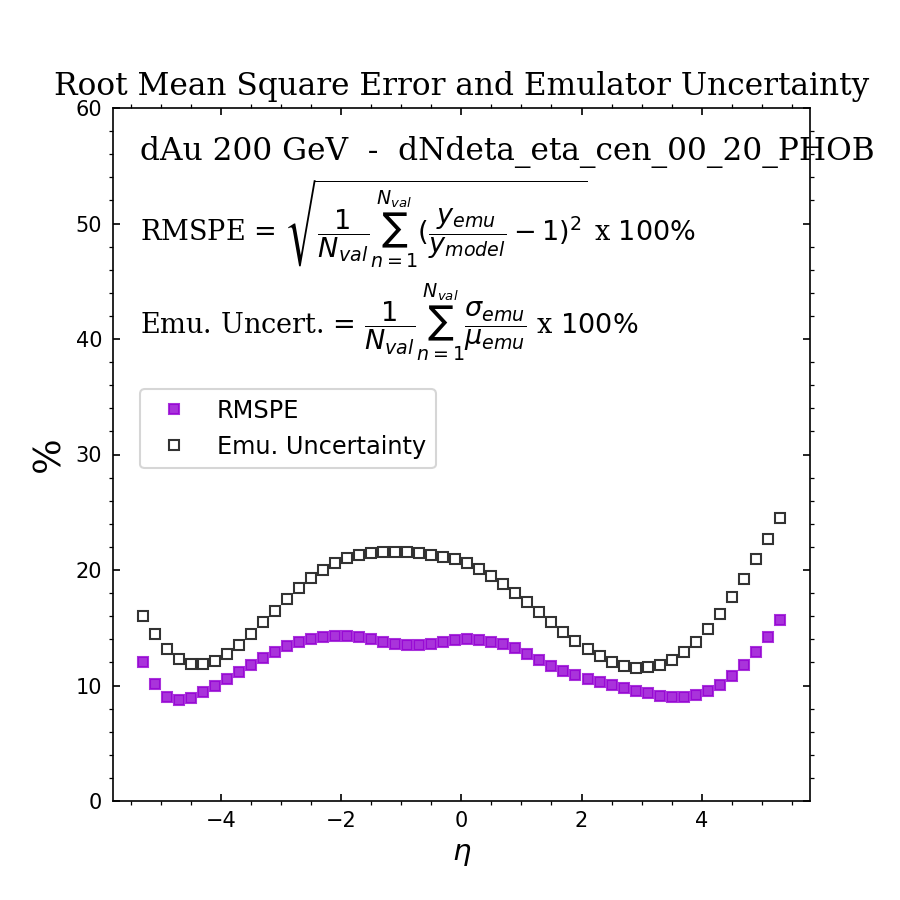 Root Mean Square Error and Emulator Uncertainty
dAu 200 GeV - dNdeta_eta_cen_00_20_PHOB
RMSPE = √(1/N_val ∑_{n=1}^{N_val} (y_emu/y_model − 1)²) x 100%
Emu. Uncert. = 1/N_val ∑_{n=1}^{N_val} σ_emu/μ_emu x 100%
RMSPE
Emu. Uncertainty
%
60
50
40
30
20
10
0
−4 −2 0 2 4
η